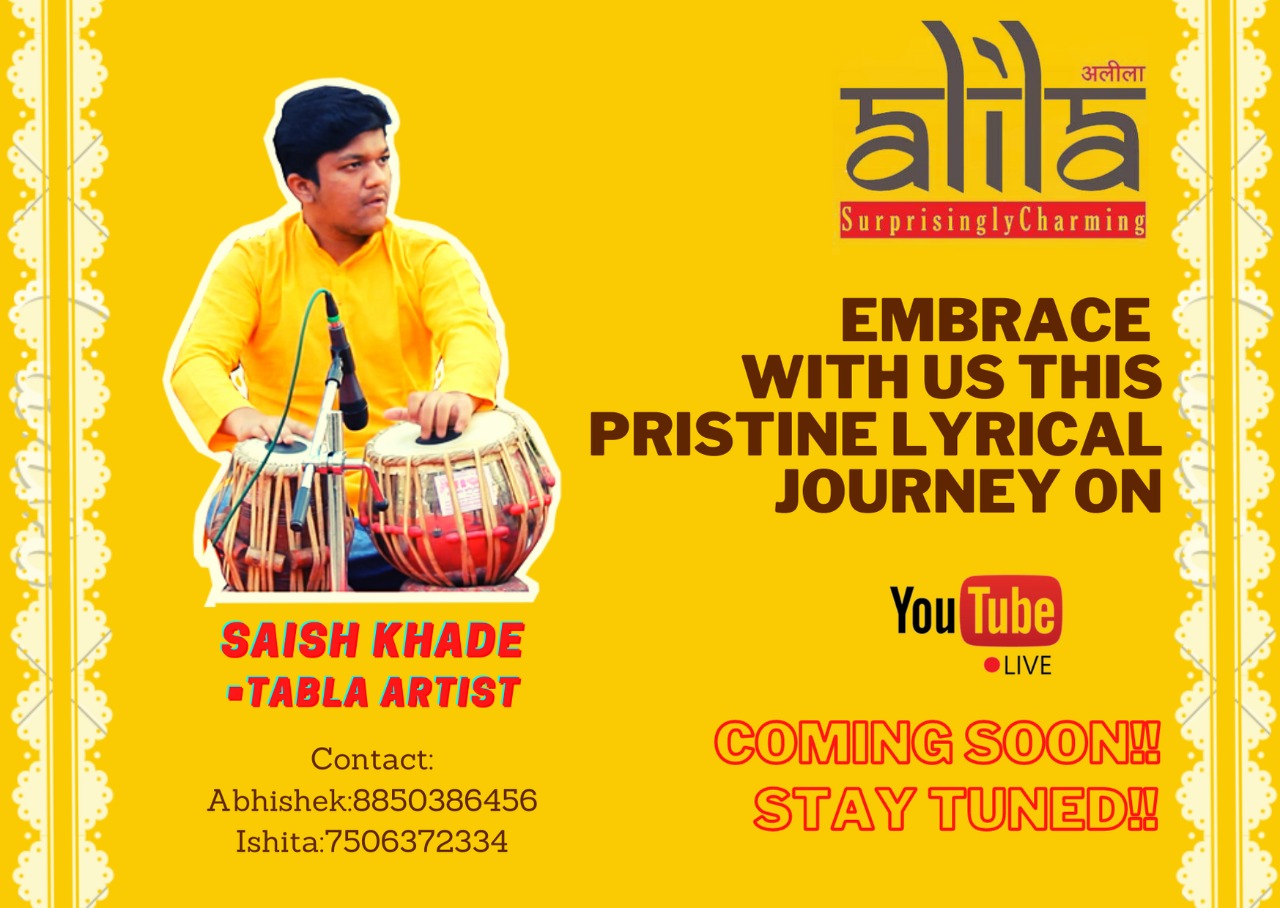 अलीला
alila
SurprisinglyCharming
EMBRACE
WITH US THIS
PRISTINE LYRICAL
JOURNEY ON
YouTube
LIVE
COMING SOON!!
STAY TUNED!!
SAISH KHADE
-TABLA ARTIST
Contact:
Abhishek:8850386456
Ishita:7506372334